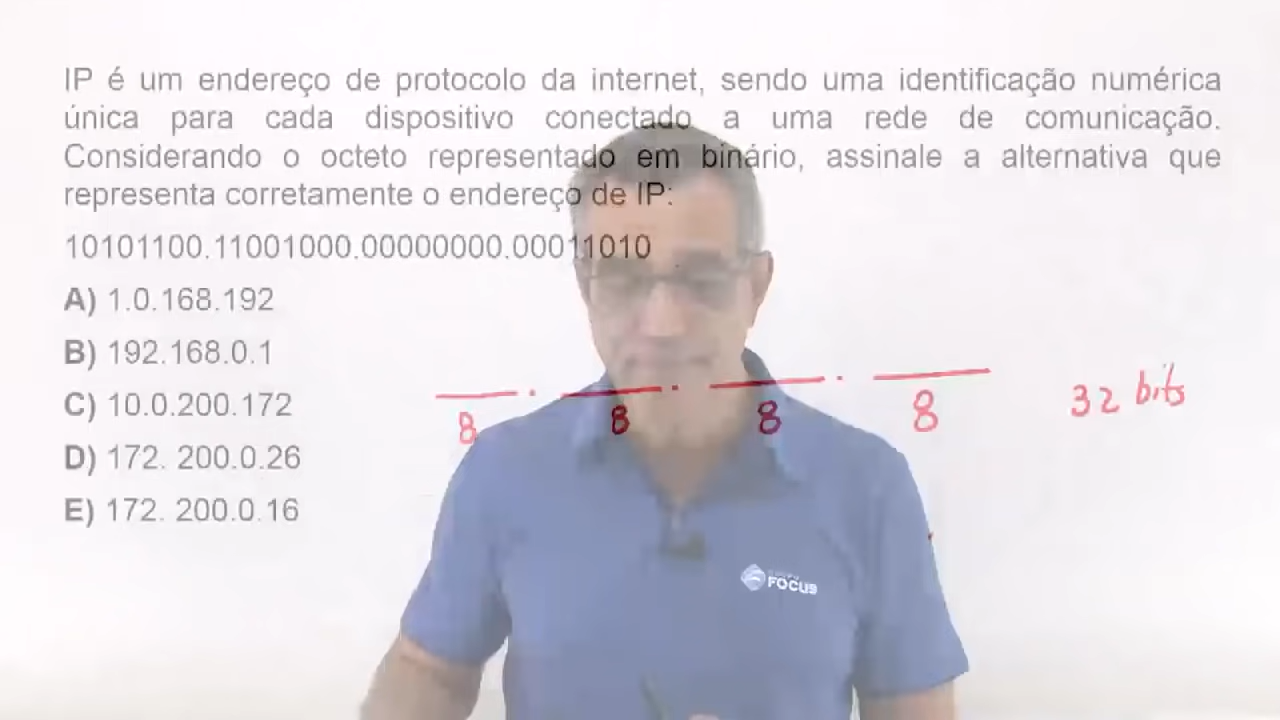 IP é um endereço de protocolo da internet, sendo uma identificação numérica
única para cada dispositivo conectado a uma rede de comunicação.
Considerando o octeto representado em binário, assinale a alternativa que
representa corretamente o endereço de IP:
10101100.11001000.00000000.00011010
A) 1.0.168.192
B) 192.168.0.1
C) 10.0.200.172
D) 172. 200.0.26
E) 172. 200.0.16
8 . 8 . 8 . 8 32 bits
FOCUS